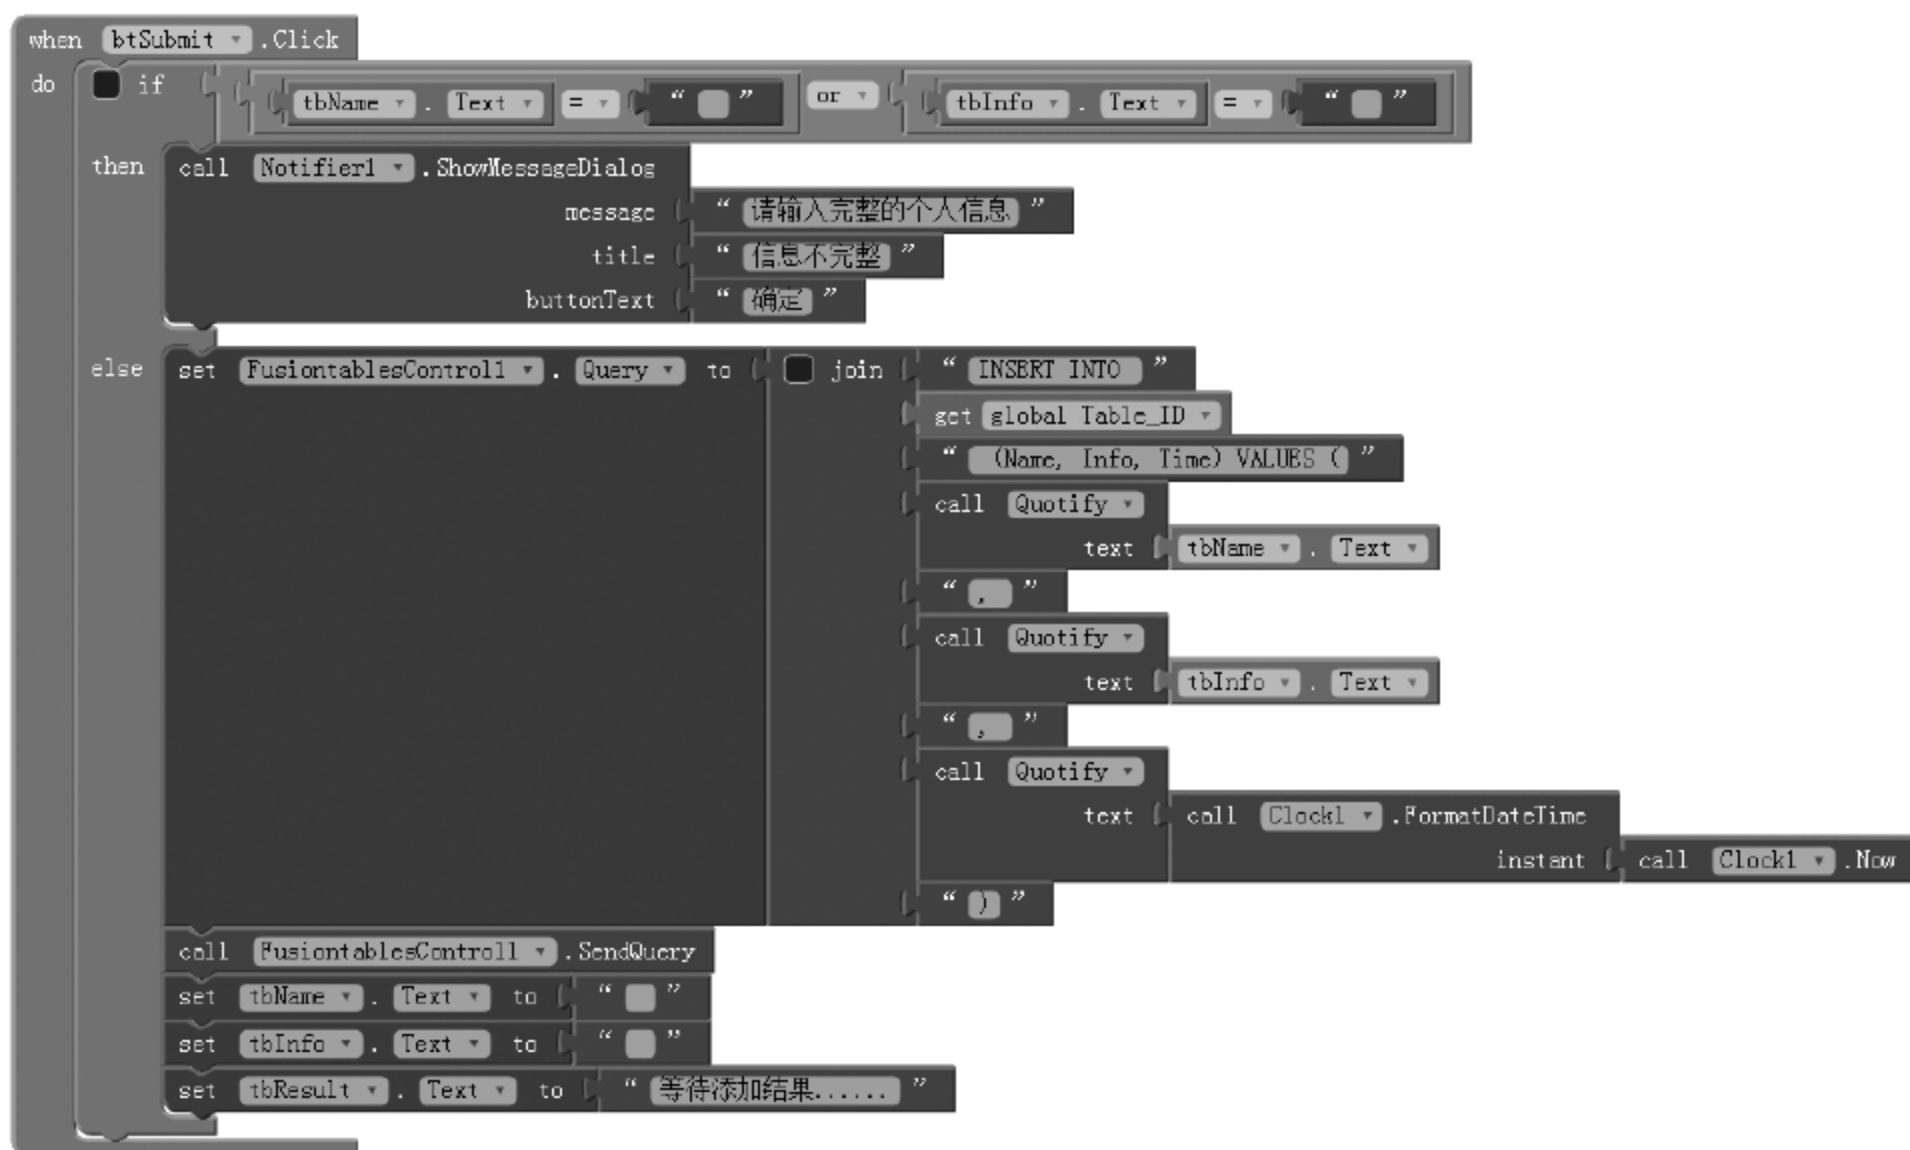 when btSubmit .Click
do if tbName . Text = " " or tbInfo . Text = " "
then call Notifier1 .ShowMessageDialog
message " 请输入完整的个人信息 "
title " 信息不完整 "
buttonText " 确定 "
else set FusiontablesControl1 . Query to join " INSERT INTO "
get global Table_ID
" (Name, Info, Time) VALUES ( "
call Quotify
text tbName . Text
" , "
call Quotify
text tbInfo . Text
" , "
call Quotify
text call Clock1 .FormatDateTime
instant call Clock1 .Now
" ) "
call FusiontablesControl1 .SendQuery
set tbName . Text to " "
set tbInfo . Text to " "
set tbResult . Text to " 等待添加结果...... "